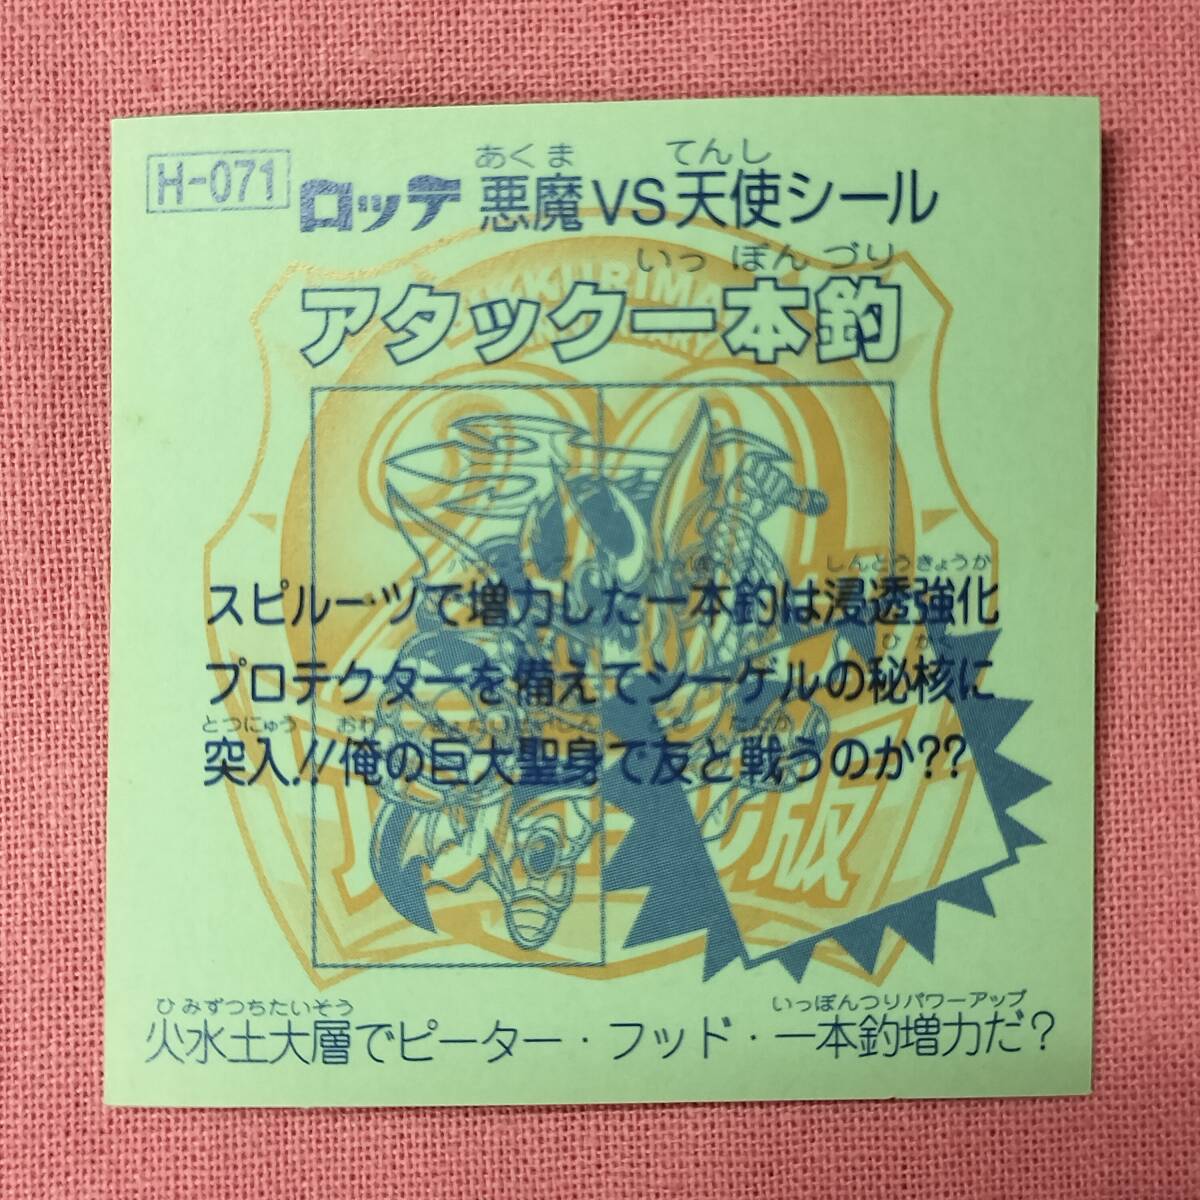 H-071
ロッテ 悪魔VS天使シール
あくま てんし
いっ ぽん づり
アタック一本釣
しんとうきょうか
スピルーツで増力した一本釣は浸透強化
プロテクターを備えてシーゲルの秘核に
とつにゅう おれ
突入!!俺の巨大聖身で友と戦うのか??
版
ひみずつちたいそう いっぽんつりパワーアップ
火水土大層でピーター・フッド・一本釣増力だ?